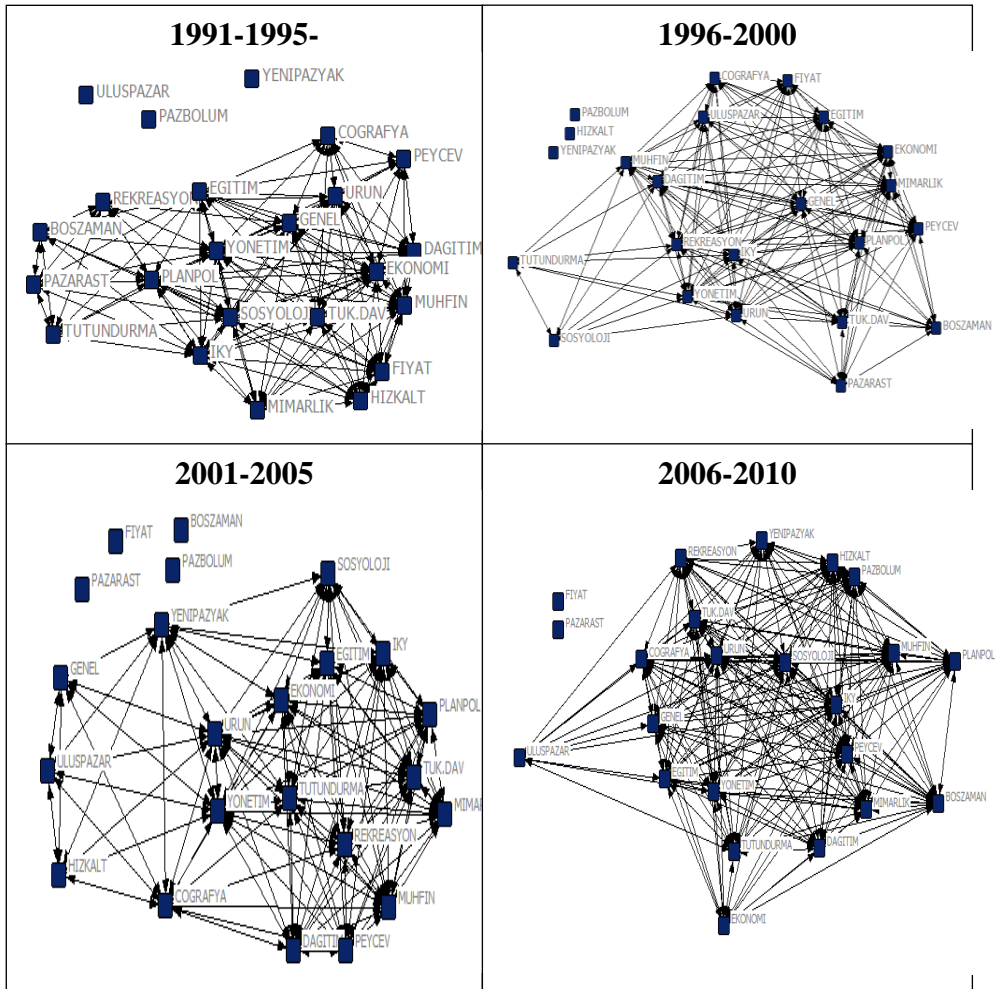 1991-1995-
YENIPAZYAK
ULUSPAZAR
PAZBOLUM
COGRAFYA
PEYCEV
EGITIM
URUN
REKREASYON
GENEL
BOSZAMAN
YONETIM
DAGITIM
EKONOMI
PLANPOL
PAZARAST
MUHFIN
SOSYOLOJI
TUK.DAV
TUTUNDURMA
IKY
FIYAT
HIZKALT
MIMARLIK
1996-2000
COGRAFYA
FIYAT
PAZBOLUM
ULUSPAZAR
EGITIM
HIZKALT
YENIPAZYAK
EKONOMI
MUHFIN
DAGITIM
MIMARLIK
GENEL
PEYCEV
REKREASYON
PLANPOL
IKY
TUTUNDURMA
YONETIM
URUN
TUK.DAV
BOSZAMAN
SOSYOLOJI
PAZARAST
2001-2005
BOSZAMAN
FIYAT
PAZBOLUM
SOSYOLOJI
PAZARAST
YENIPAZYAK
IKY
EGITIM
GENEL
EKONOMI
PLANPOL
URUN
ULUSPAZAR
TUK.DAV
TUTUNDURMA
YONETIM
MIMAR
REKREASYON
HIZKALT
COGRAFYA
MUHFIN
DAGITIM
PEYCEV
2006-2010
YENIPAZYAK
REKREASYON
HIZKALT
PAZBOLUM
FIYAT
TUK.DAV
PAZARAST
COGRAFYA
URUN
SOSYOLOJI
MUHFIN
PLANPOL
IKY
GENEL
ULUSPAZAR
PEYCEV
EGITIM
YONETIM
MIMARLIK
BOSZAMAN
TUTUNDURMA
DAGITIM
EKONOMI